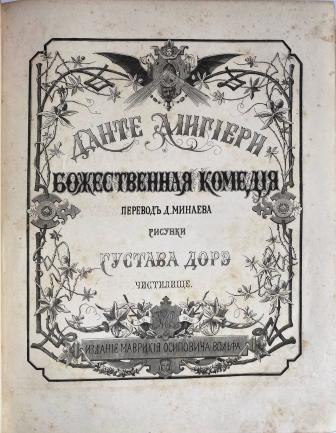 ДАНТЕ АЛИГІЕРИ
БОЖЕСТВЕННАЯ КОМЕДІЯ
ПЕРЕВОДЪ Д. МИНАЕВА
РИСУНКИ
ГУСТАВА ДОРЭ
ЧИСТИЛИЩЕ.
ИЗДАНІЕ МАВРИКІЯ ОСИПОВИЧА ВОЛЬФА